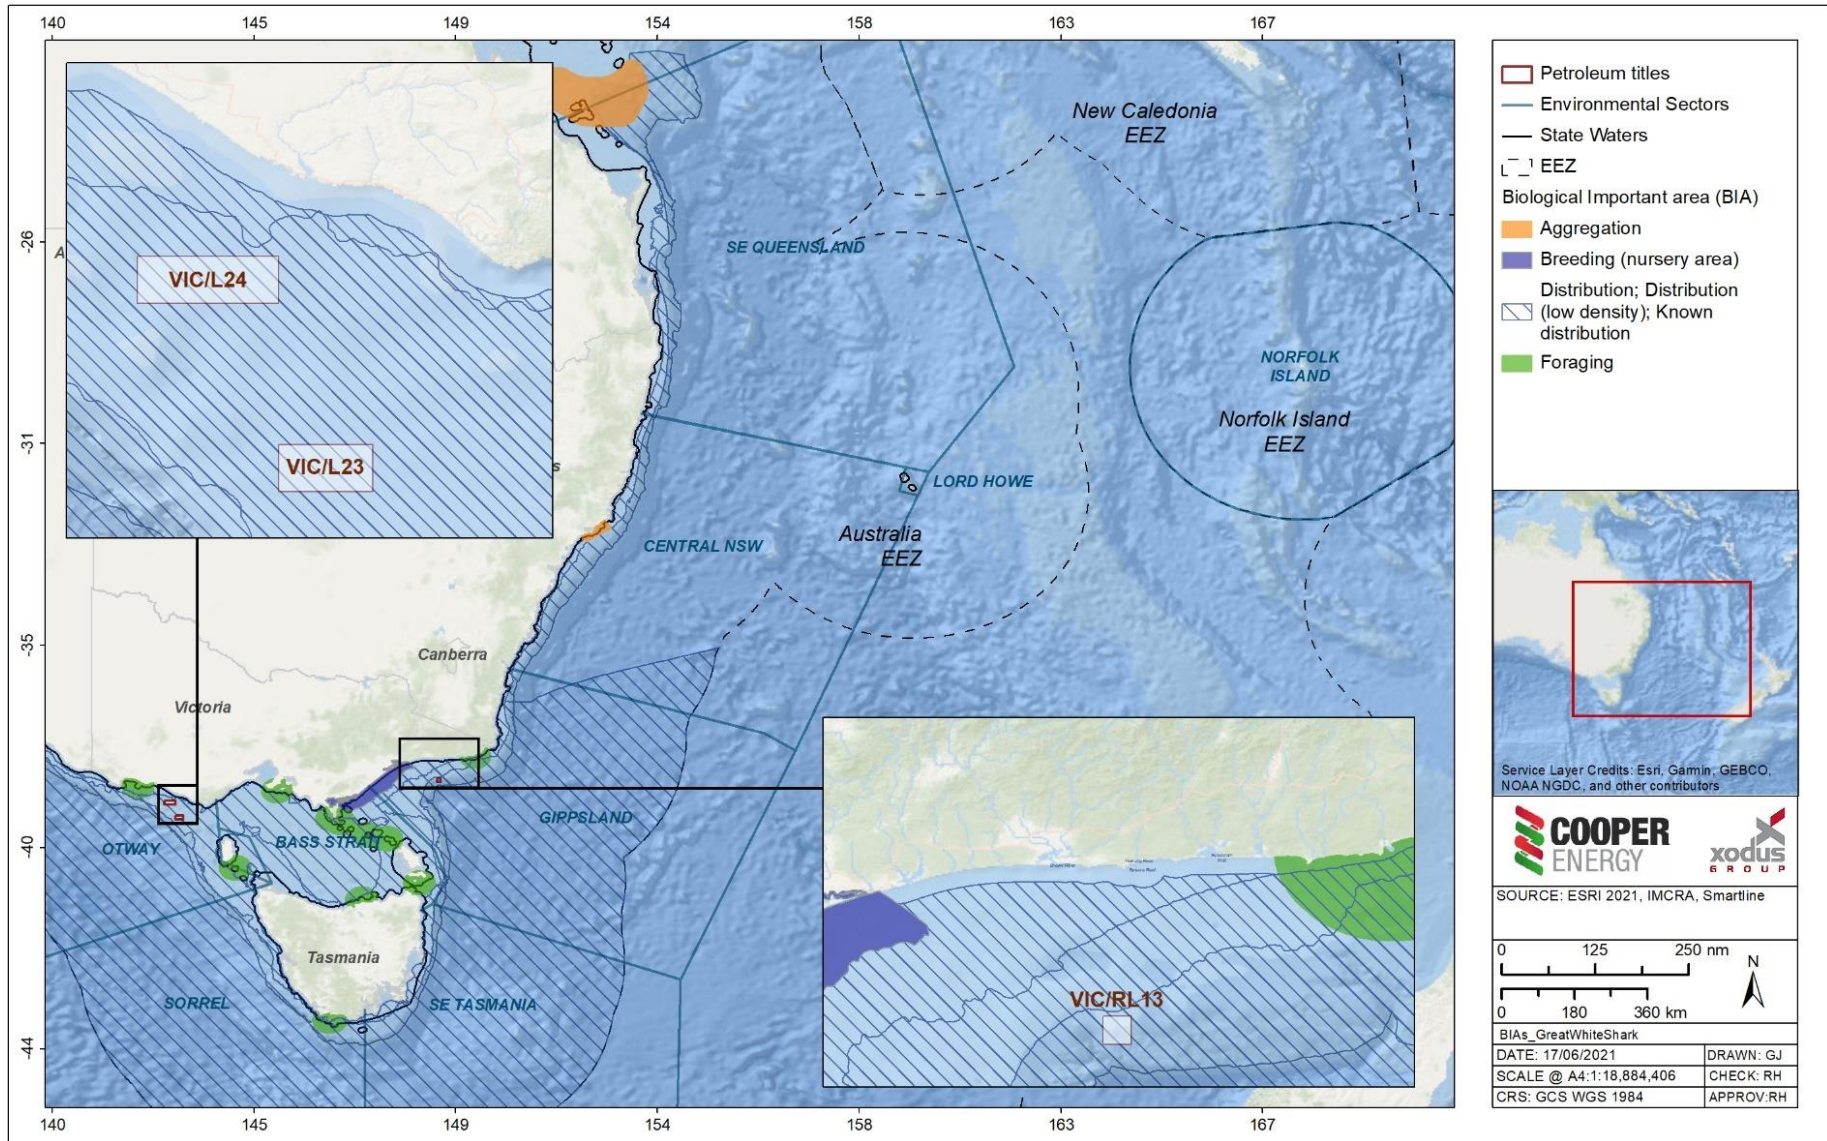 140 145 149 154 158 163 167
-26
-31
-35
-40
-44
VIC/L24
VIC/L23
New Caledonia
EEZ
SE QUEENSLAND
NORFOLK
ISLAND
Norfolk Island
EEZ
LORD HOWE
Australia
EEZ
CENTRAL NSW
Canberra
Victoria
GIPPSLAND
OTWAY
BASS STRAIT
Tasmania
SORREL
SE TASMANIA
VIC/RL13
140 145 149 154 158 163 167
Petroleum titles
Environmental Sectors
State Waters
EEZ
Biological Important area (BIA)
Aggregation
Breeding (nursery area)
Distribution; Distribution
(low density); Known
distribution
Foraging
Service Layer Credits: Esri, Garmin, GEBCO,
NOAA NGDC, and other contributors
COOPER
ENERGY
xodus
GROUP
SOURCE: ESRI 2021, IMCRA, Smartline
0 125 250 nm
N
0 180 360 km
BIAs_GreatWhiteShark
DATE: 17/06/2021 DRAWN: GJ
SCALE @ A4:1:18,884,406 CHECK: RH
CRS: GCS WGS 1984 APPROV:RH